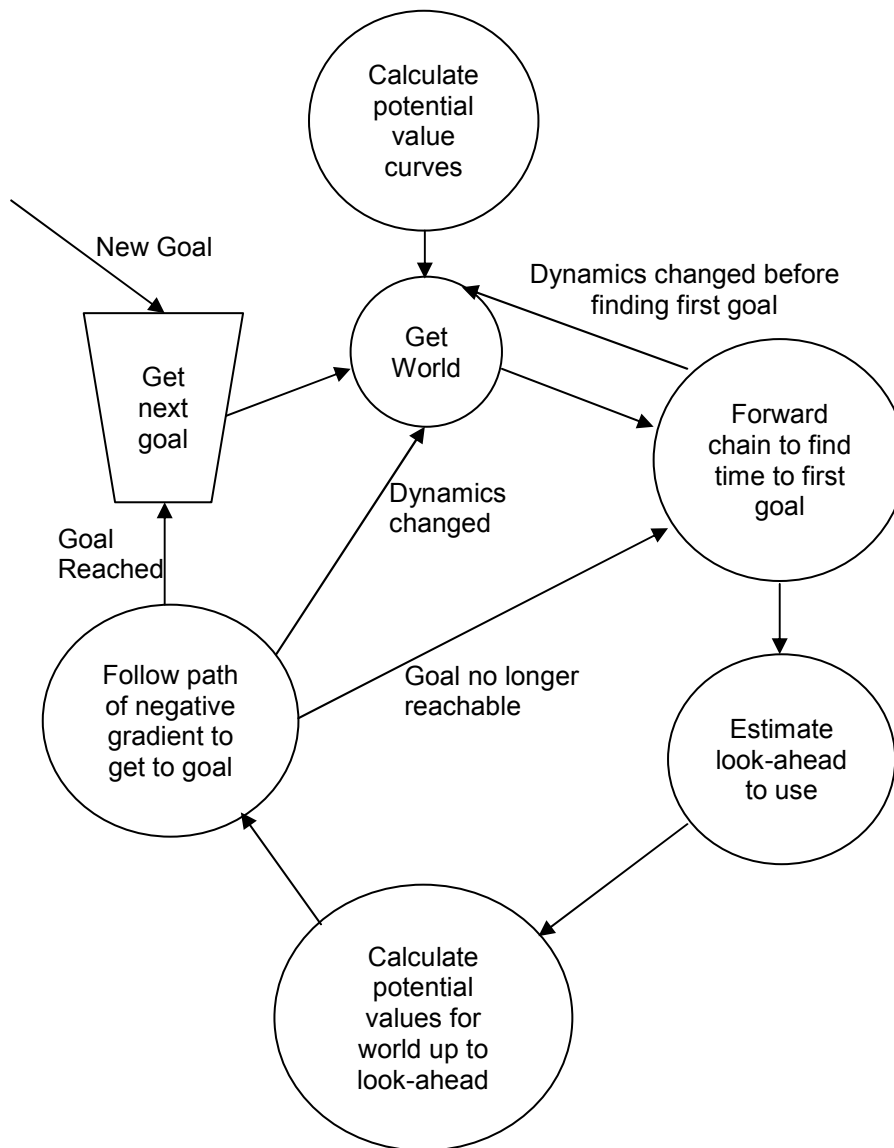 Calculate
potential
value
curves
New Goal
Dynamics changed before
finding first goal
Get
World
Get
next
goal
Forward
chain to find
time to first
goal
Dynamics
changed
Goal
Reached
Follow path
of negative
gradient to
get to goal
Goal no longer
reachable
Estimate
look-ahead
to use
Calculate
potential
values for
world up to
look-ahead